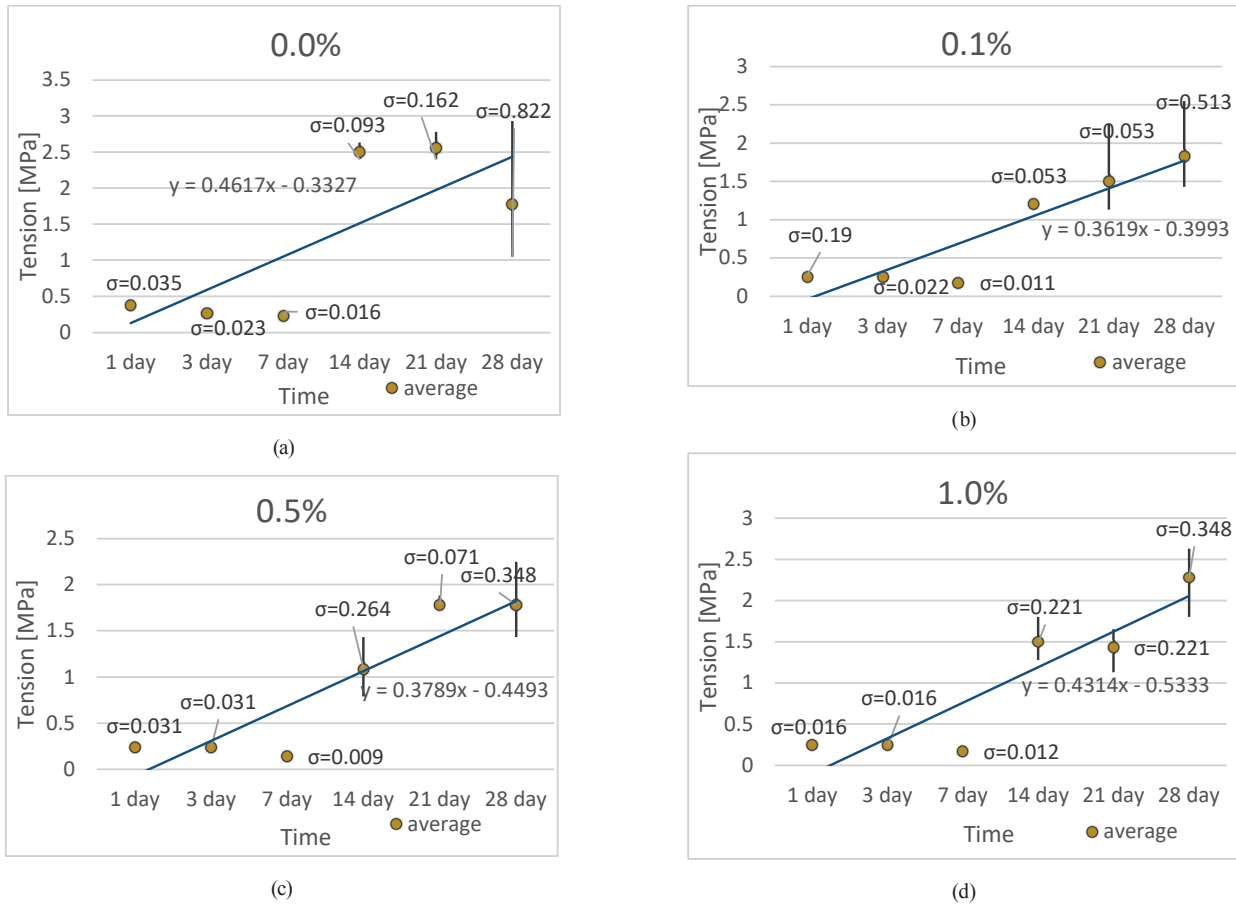 0.0%
3.5
3
2.5
2
1.5
1
0.5
0
Tension [MPa]
σ=0.035
σ=0.023
σ=0.016
σ=0.093
σ=0.162
σ=0.822
y = 0.4617x - 0.3327
1 day 3 day 7 day 14 day 21 day 28 day
Time
average
(a)
0.1%
3
2.5
2
1.5
1
0.5
0
Tension [MPa]
σ=0.19
σ=0.022
σ=0.011
σ=0.053
σ=0.053
σ=0.513
y = 0.3619x - 0.3993
1 day 3 day 7 day 14 day 21 day 28 day
Time
average
(b)
0.5%
2.5
2
1.5
1
0.5
0
Tension [MPa]
σ=0.031
σ=0.031
σ=0.009
σ=0.264
σ=0.071
σ=0.348
y = 0.3789x - 0.4493
1 day 3 day 7 day 14 day 21 day 28 day
Time
average
(c)
1.0%
3
2.5
2
1.5
1
0.5
0
Tension [MPa]
σ=0.016
σ=0.016
σ=0.012
σ=0.221
σ=0.221
σ=0.348
y = 0.4314x - 0.5333
1 day 3 day 7 day 14 day 21 day 28 day
Time
average
(d)